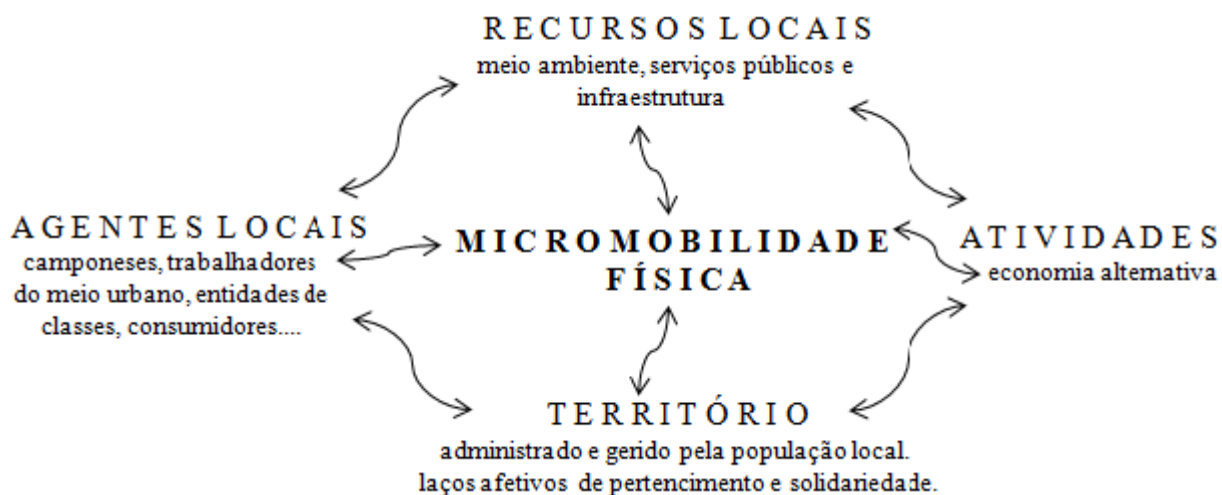 RECURSOS LOCAIS
meio ambiente, serviços públicos e
infraestrutura
AGENTES LOCAIS
camponeses, trabalhadores
do meio urbano, entidades de
classes, consumidores....
MICROMOBILIDADE
FÍSICA
ATIVIDADES
economia alternativa
TERRITÓRIO
administrado e gerido pela população local.
laços afetivos de pertencimento e solidariedade.